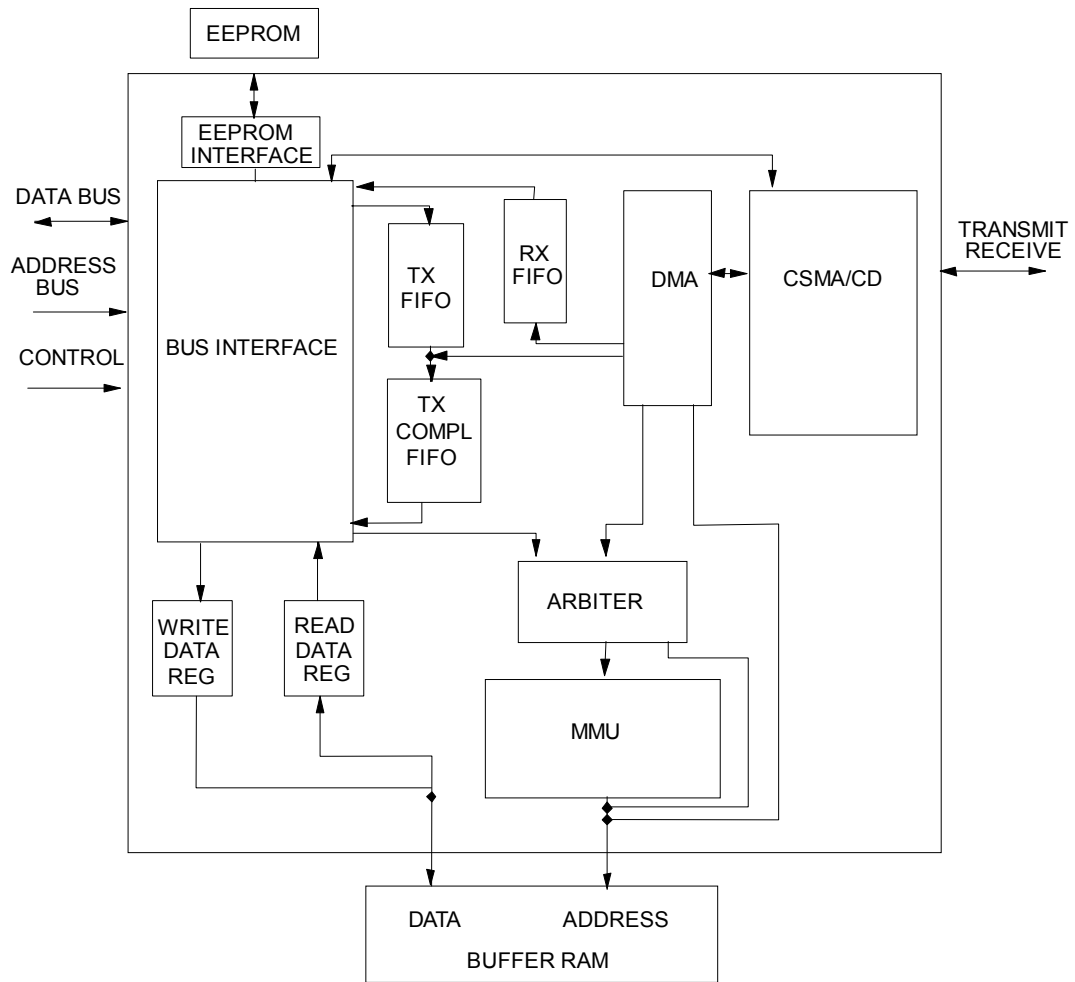 EEPROM
EEPROM
INTERFACE
DATA BUS
ADDRESS
BUS
CONTROL
BUS INTERFACE
TX
FIFO
RX
FIFO
DMA
CSMA/CD
TRANSMIT
RECEIVE
TX
COMPL
FIFO
ARBITER
WRITE
DATA
REG
READ
DATA
REG
MMU
DATA
ADDRESS
BUFFER RAM